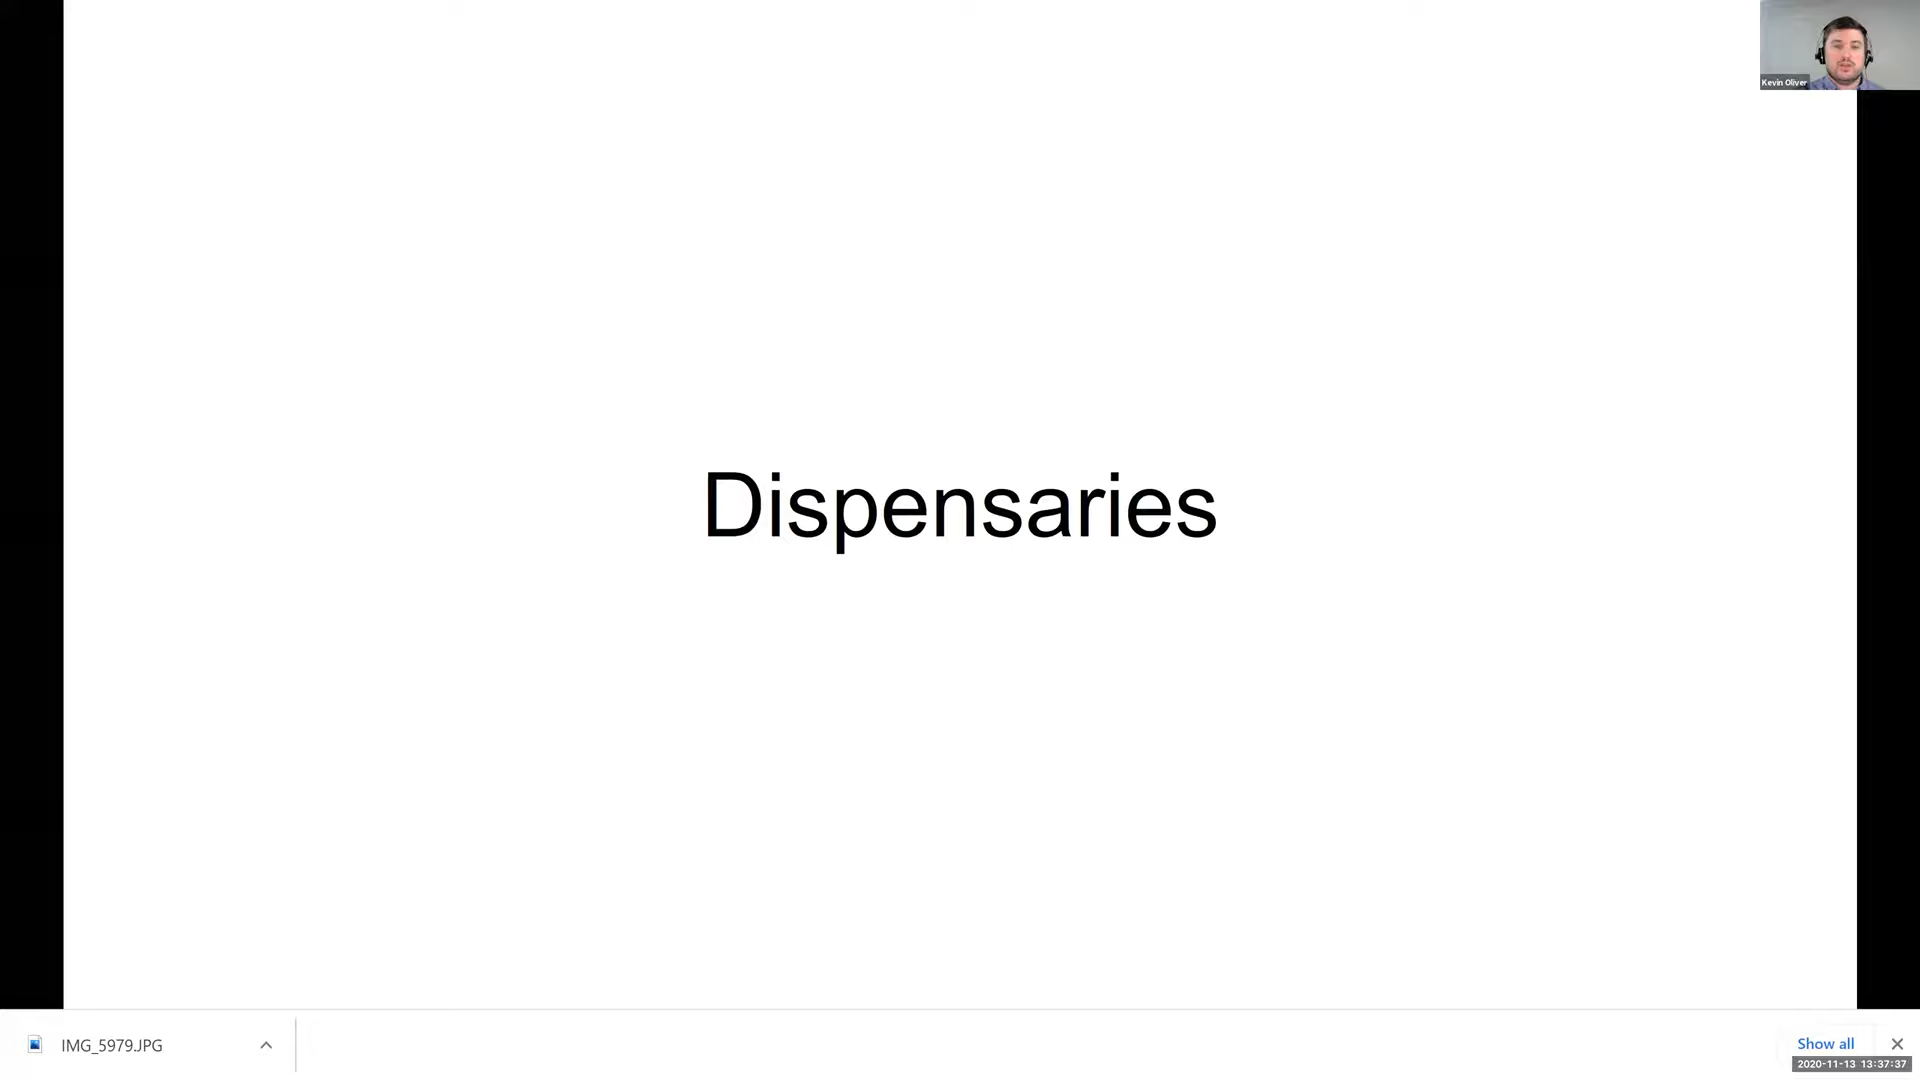 Kevin Oliver
Dispensaries
IMG_5979.JPG
Show all
2020-11-13 13:37:37